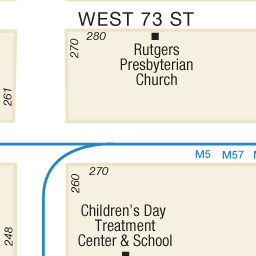 WEST 73 ST
280
270
Rutgers
Presbyterian
Church
261
M5 M57
270
260
Children's Day
Treatment
Center & School
248